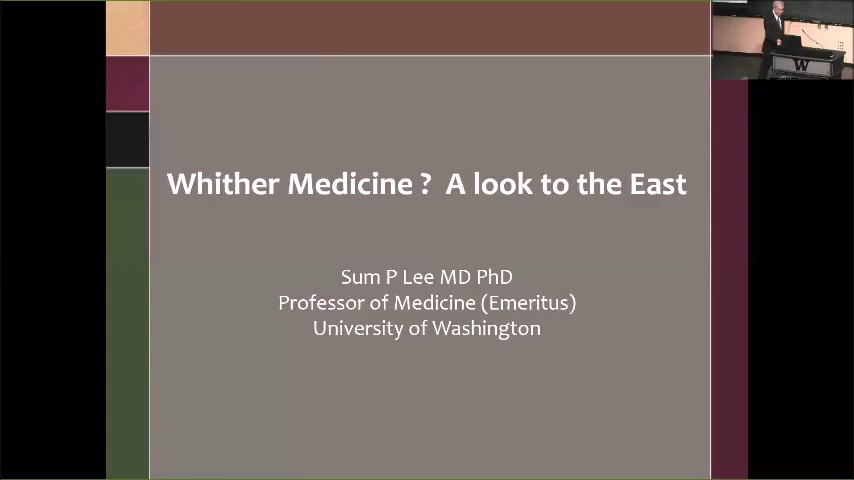 Whither Medicine ? A look to the East
Sum P Lee MD PhD
Professor of Medicine (Emeritus)
University of Washington
W